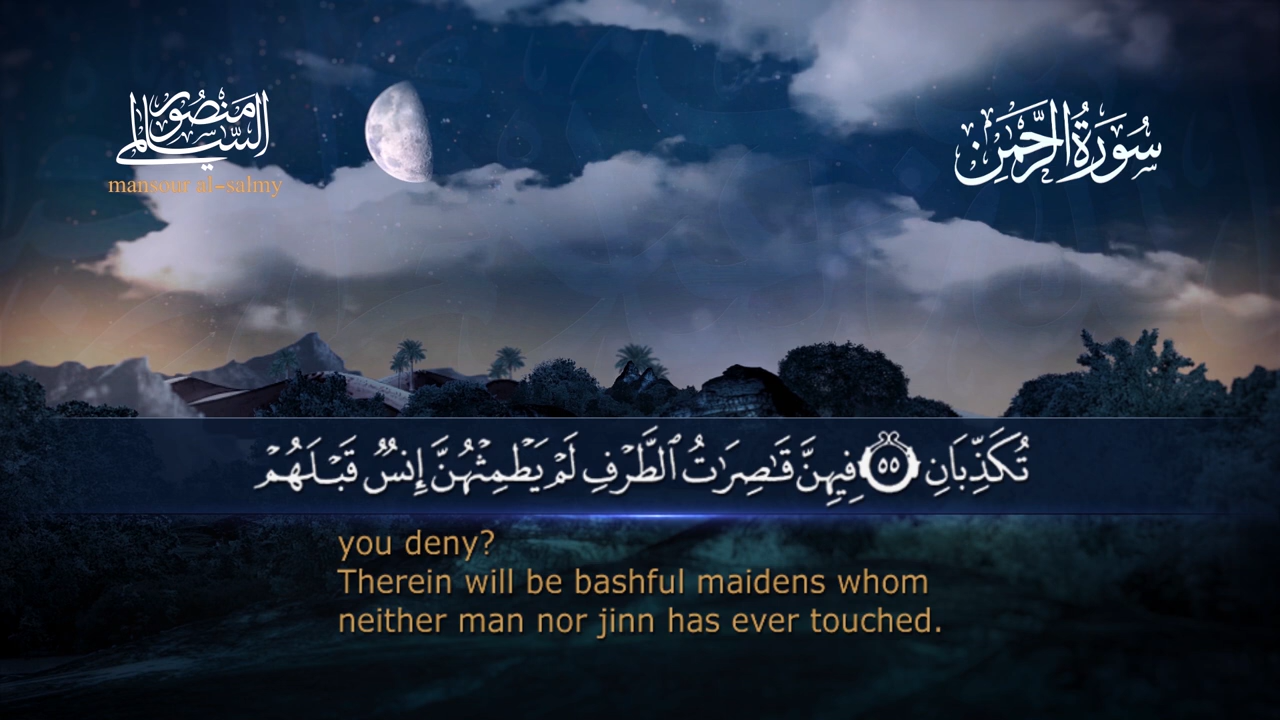 منصور السالمي
mansour al-salmy
سُورَةُ الرَّحْمَٰن
تُكَذِّبَانِ ٥٥ فِيهِنَّ قَـٰصِرَٰتُ ٱلطَّرْفِ لَمْ يَطْمِثْهُنَّ إِنسٌ قَبْلَهُمْ
you deny?
Therein will be bashful maidens whom
neither man nor jinn has ever touched.